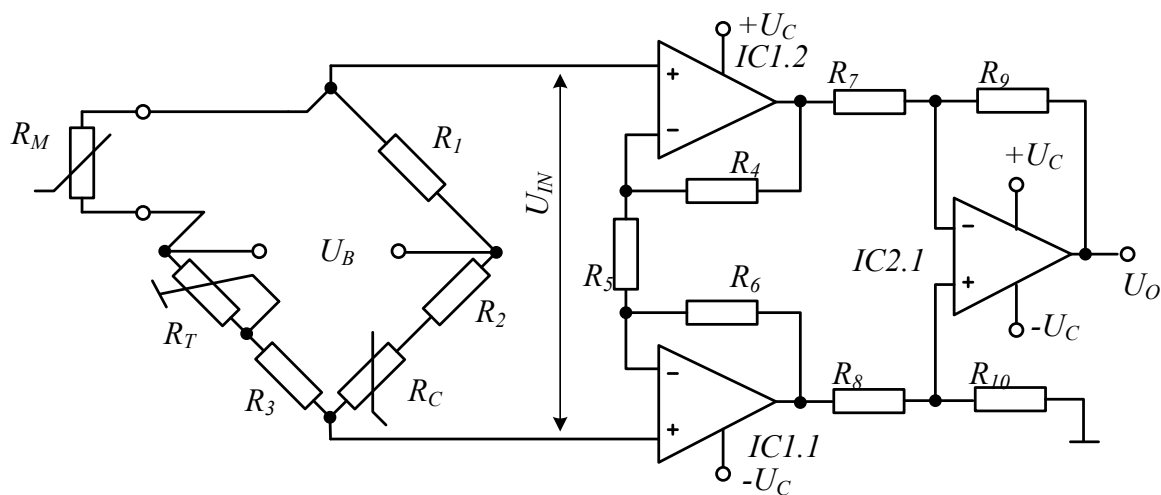 +U_C
IC1.2
R_7
R_9
R_M
R_1
+
−
R_4
+U_C
U_IN
U_B
R_5
R_6
IC2.1
−
+
U_O
R_T
R_2
-U_C
R_3
R_C
−
+
R_8
R_10
IC1.1
-U_C